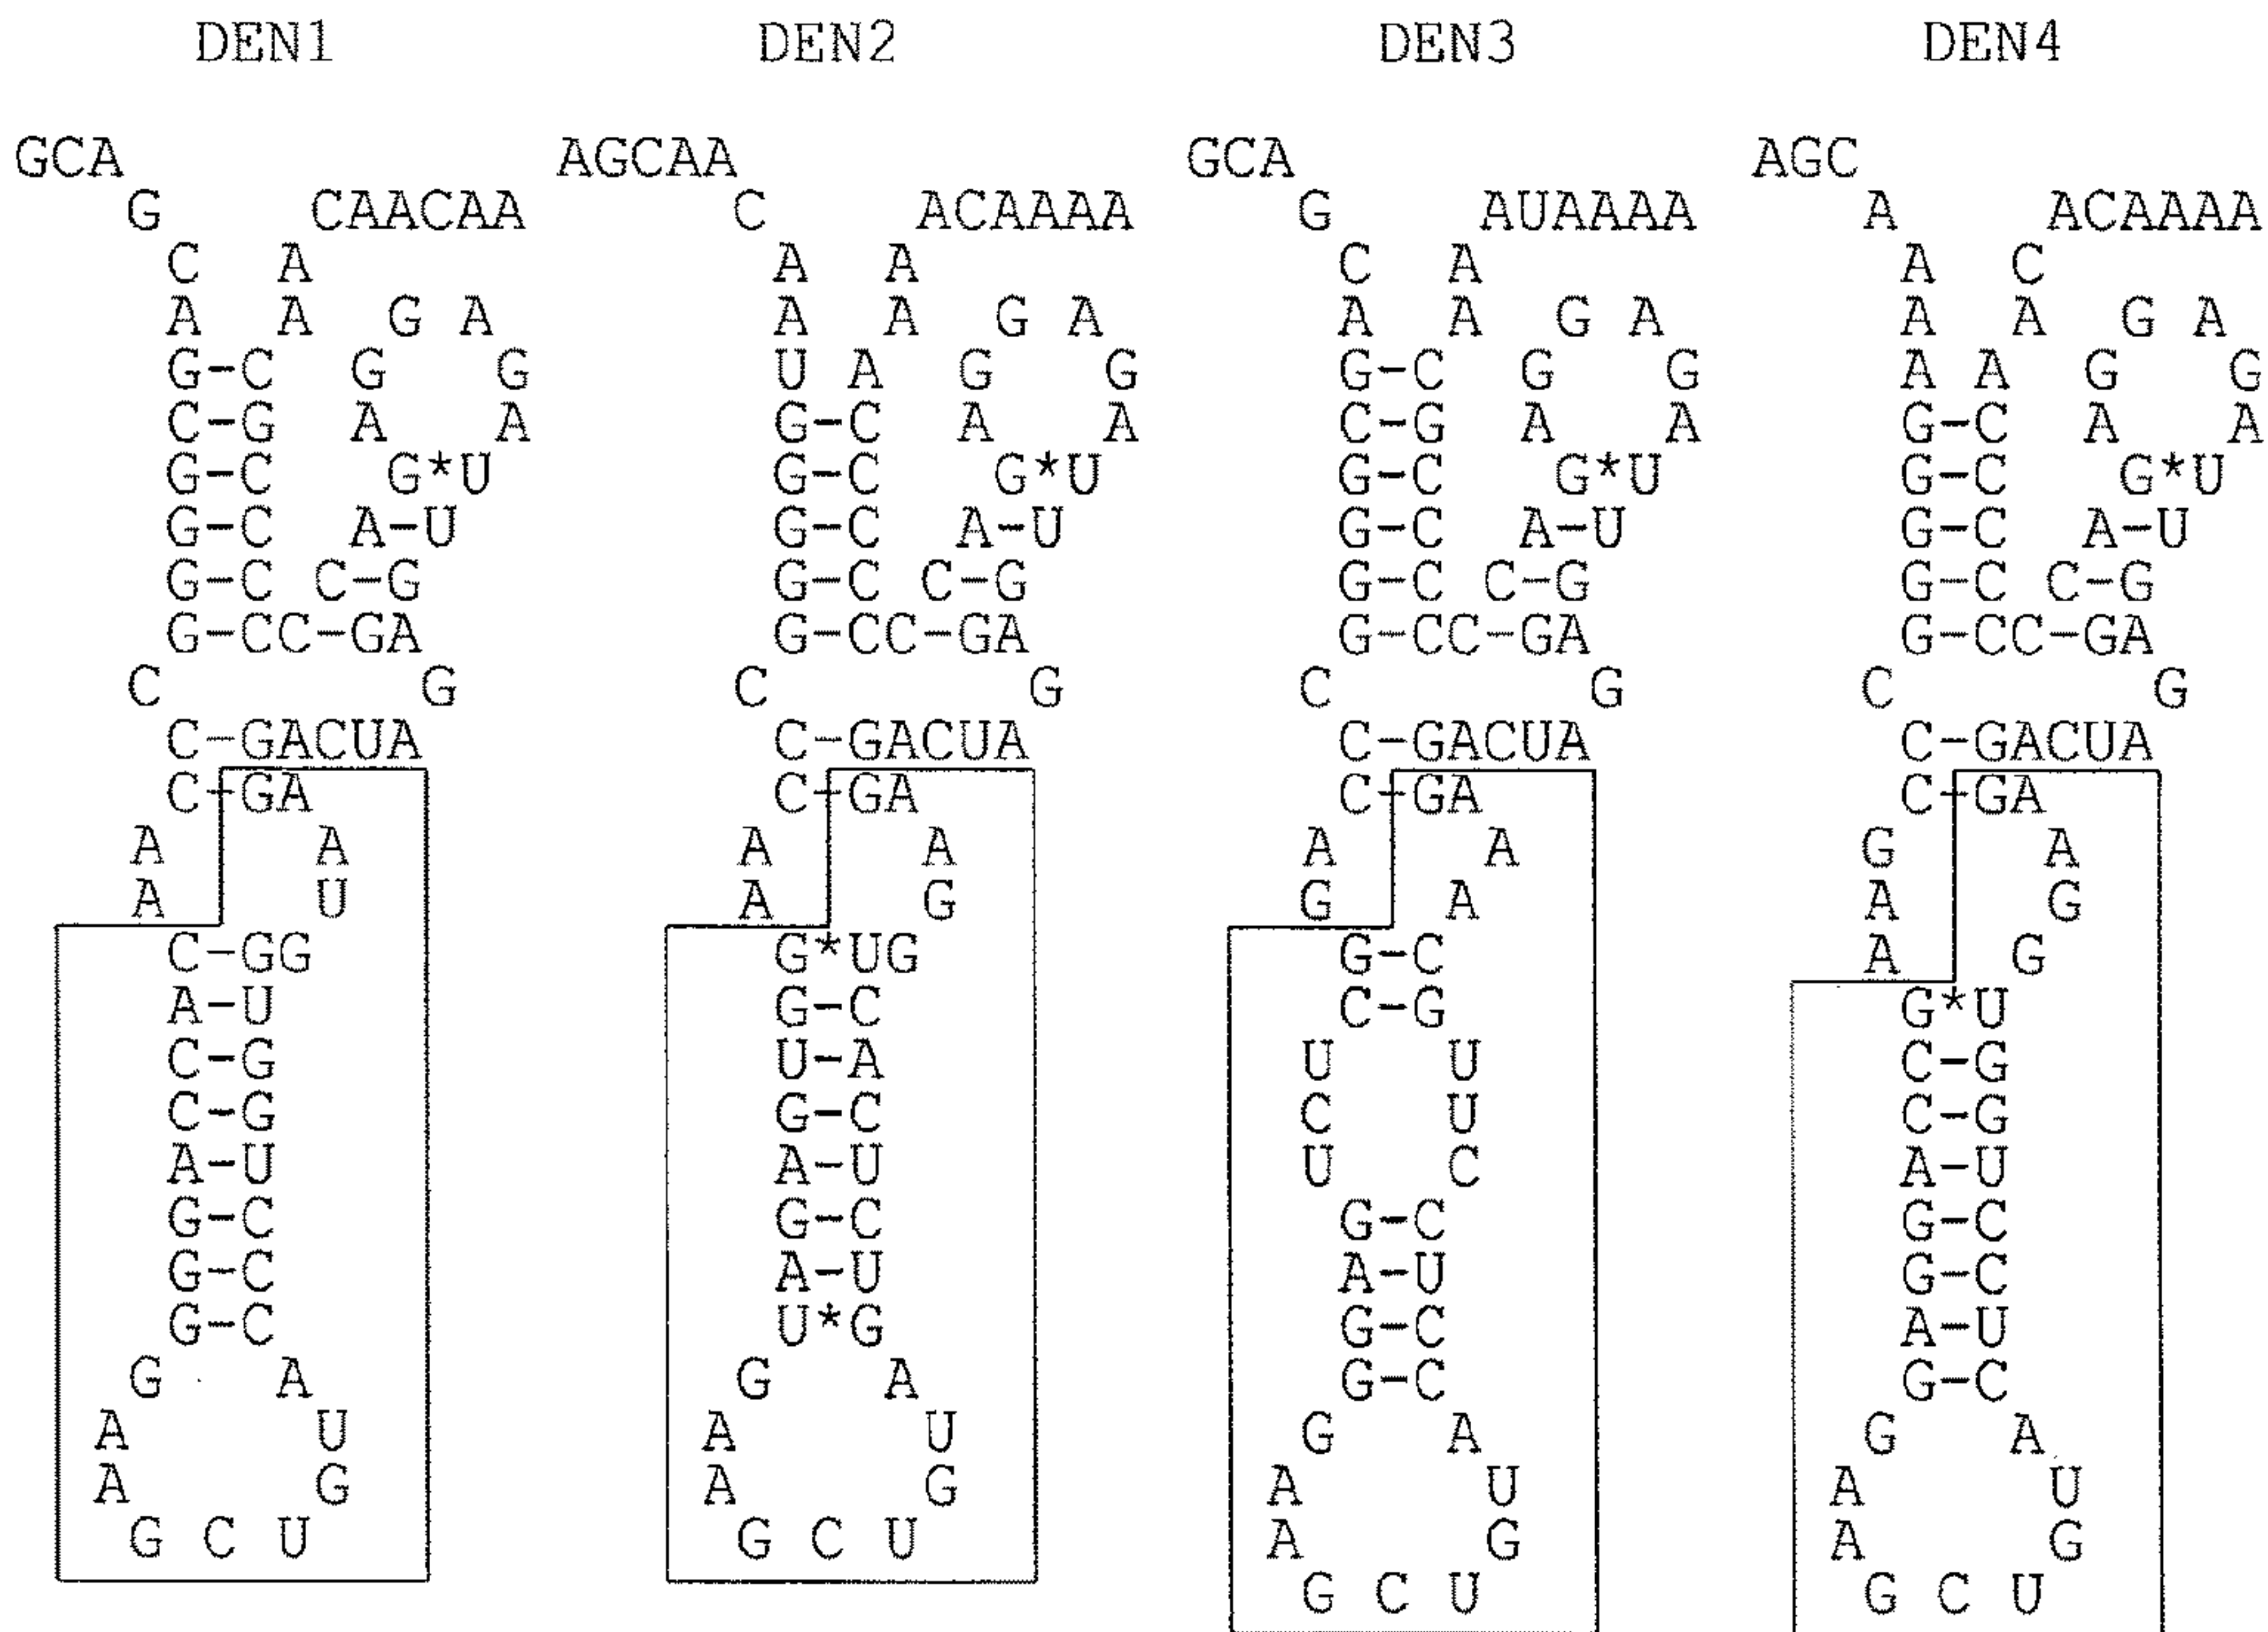 DEN1 DEN2 DEN3 DEN4
GCA AGCAA GCA AGC
G CAACAA C ACAAAA G AUAAAA A ACAAAA
C A A A C A A C
A A G A A A G A A A G A A A G A
G-C G G U A G G G-C G G A A G G
C-G A A G-C A A C-G A A G-C A A
G-C G*U G-C G*U G-C G*U G-C G*U
G-C A-U G-C A-U G-C A-U G-C A-U
G-C C-G G-C C-G G-C C-G G-C C-G
G-CC-GA G-CC-GA G-CC-GA G-CC-GA
C G C G C G C G
C-GACUA C-GACUA C-GACUA C-GACUA
C-GA C-GA C-GA C-GA
A A A A A A G A
A U A G G A A G
C-GG G*UG G-C A G
A-U G-C C-G G*U
C-G U-A U U C-G
C-G G-C C U C-G
A-U A-U U C A-U
G-C G-C G-C G-C
G-C A-U A-U G-C
G-C U*G G-C A-U
G A G A G-C G-C
A U A U G A G A
A G A G A U A U
G C U G C U A G A G
G C U G C U